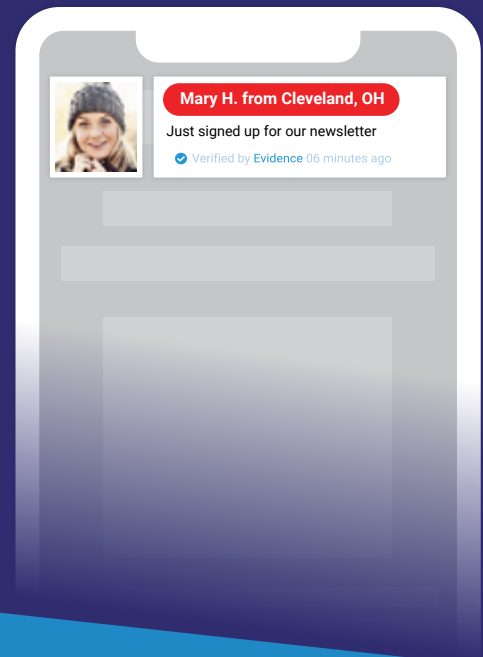 Mary H. from Cleveland, OH
Just signed up for our newsletter
Verified by Evidence 06 minutes ago